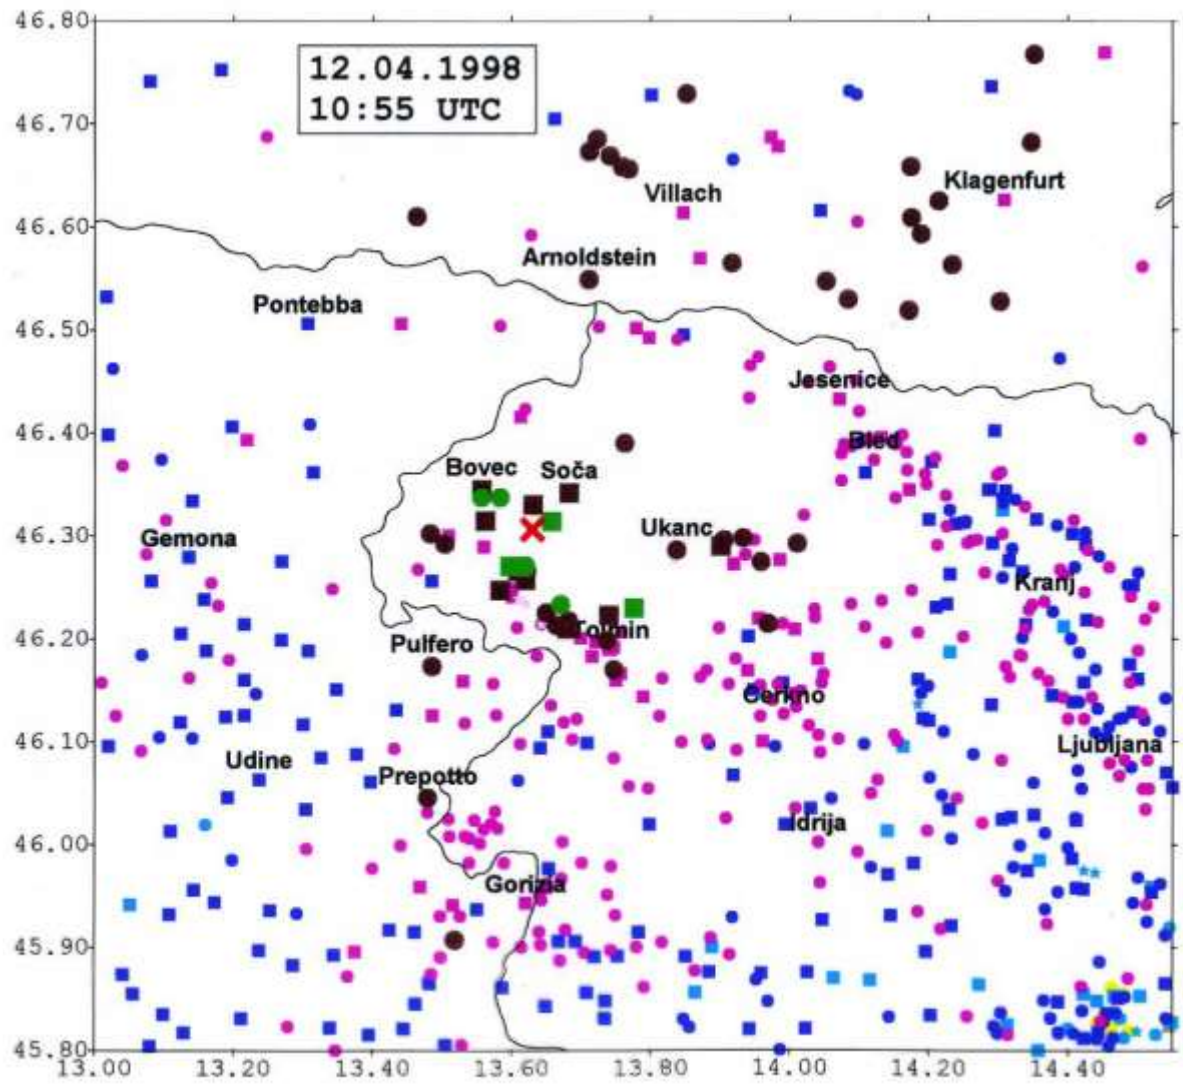 46.80
12.04.1998
10:55 UTC
46.70
Villach
Klagenfurt
46.60
Arnoldstein
Pontebba
46.50
Jesenice
46.40
Bled
Bovec
Soča
46.30
Gemona
Ukanc
Kranj
46.20
Tolmin
Pulfero
Cerkno
46.10
Ljubljana
Udine
Prepotto
46.00
Idrija
Gorizia
45.90
45.80
13.00 13.20 13.40 13.60 13.80 14.00 14.20 14.40